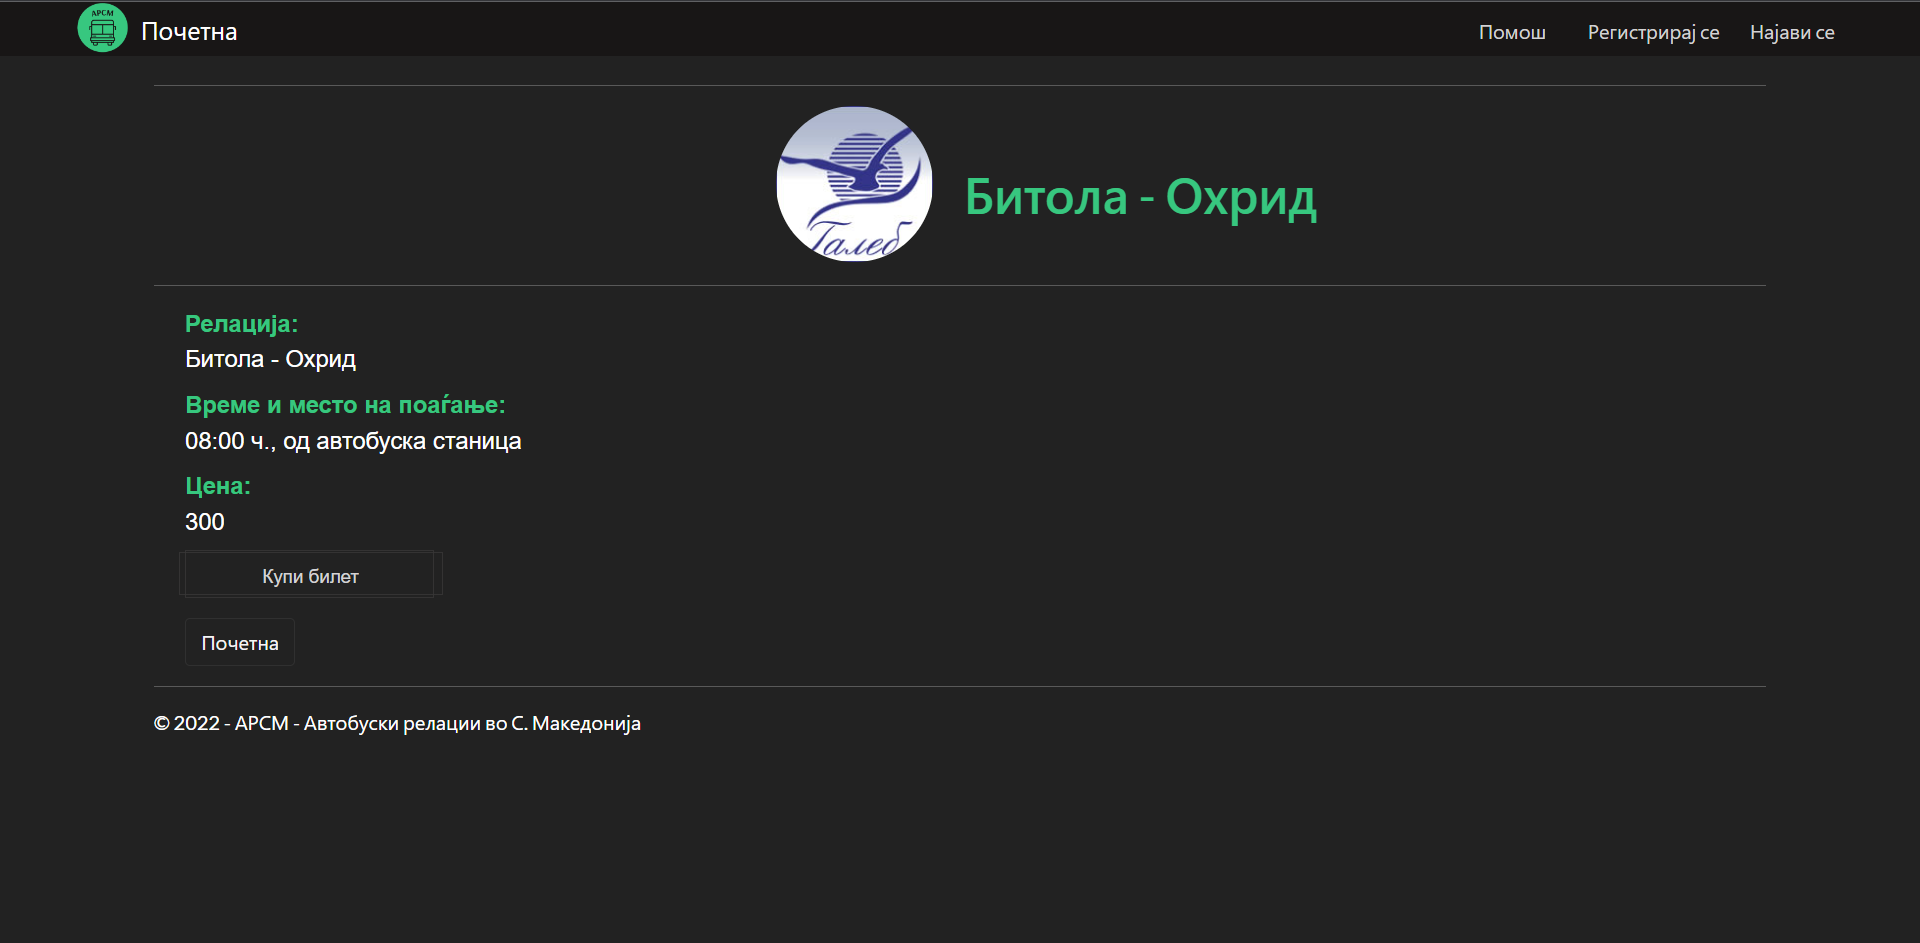 АРСМ
Почетна
Помош
Регистрирај се
Најави се
Галеб
Битола - Охрид
Релација:
Битола - Охрид
Време и место на поаѓање:
08:00 ч., од автобуска станица
Цена:
300
Купи билет
Почетна
© 2022 - АРСМ - Автобуски релации во С. Македонија